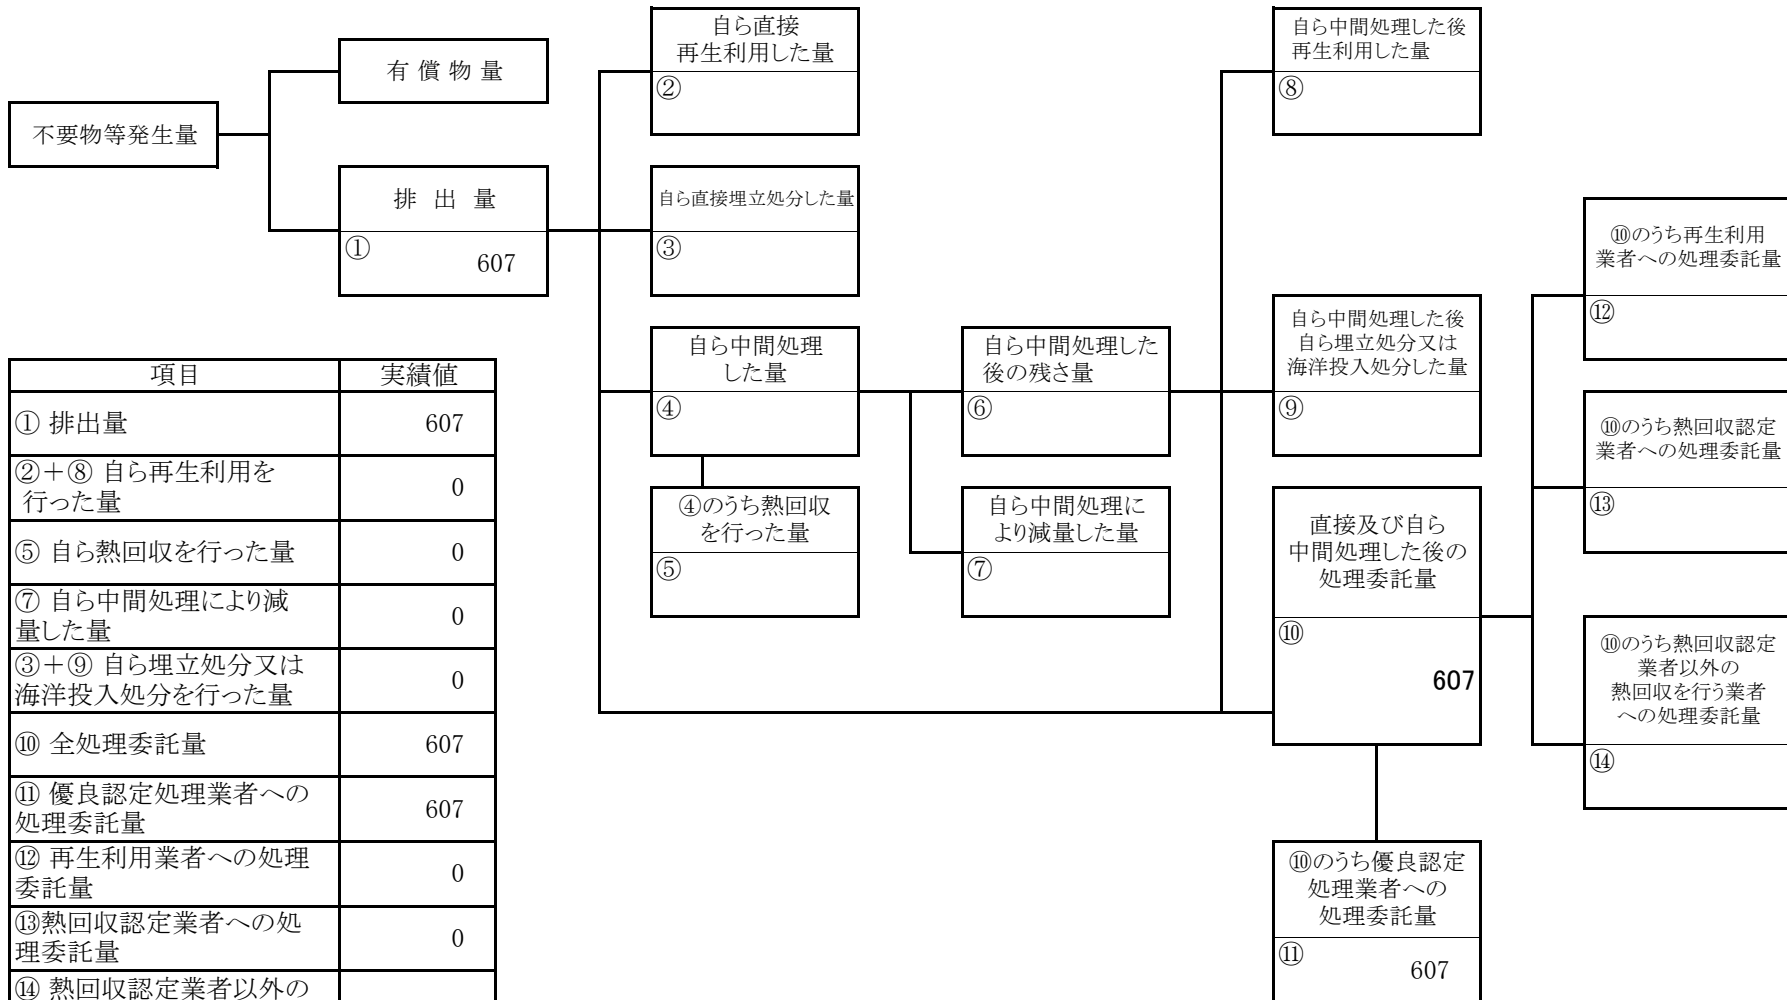 不要物等発生量
有 償 物 量
排 出 量
①
607
自ら直接
再生利用した量
②
自ら直接埋立処分した量
③
自ら中間処理
した量
④
④のうち熱回収
を行った量
⑤
自ら中間処理した
後の残さ量
⑥
自ら中間処理に
より減量した量
⑦
自ら中間処理した後
再生利用した量
⑧
自ら中間処理した後
自ら埋立処分又は
海洋投入処分した量
⑨
直接及び自ら
中間処理した後の
処理委託量
⑩
607
⑩のうち優良認定
処理業者への
処理委託量
⑪
607
⑩のうち再生利用
業者への処理委託量
⑫
⑩のうち熱回収認定
業者への処理委託量
⑬
⑩のうち熱回収認定
業者以外の
熱回収を行う業者
への処理委託量
⑭
項目 実績値
① 排出量 607
②+⑧ 自ら再生利用を
行った量 0
⑤ 自ら熱回収を行った量 0
⑦ 自ら中間処理により減
量した量 0
③+⑨ 自ら埋立処分又は
海洋投入処分を行った量 0
⑩ 全処理委託量 607
⑪ 優良認定処理業者への
処理委託量 607
⑫ 再生利用業者への処理
委託量 0
⑬熱回収認定業者への処
理委託量 0
⑭ 熱回収認定業者以外の